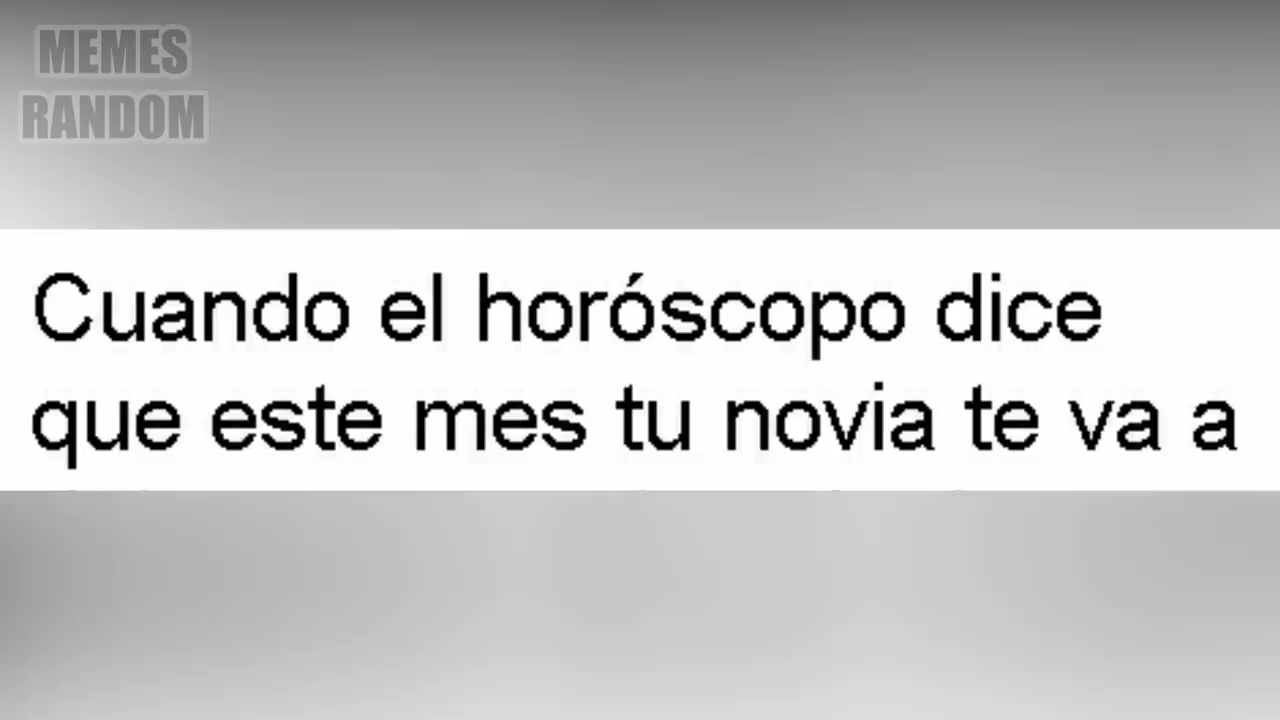 MEMES
RANDOM
Cuando el horóscopo dice
que este mes tu novia te va a